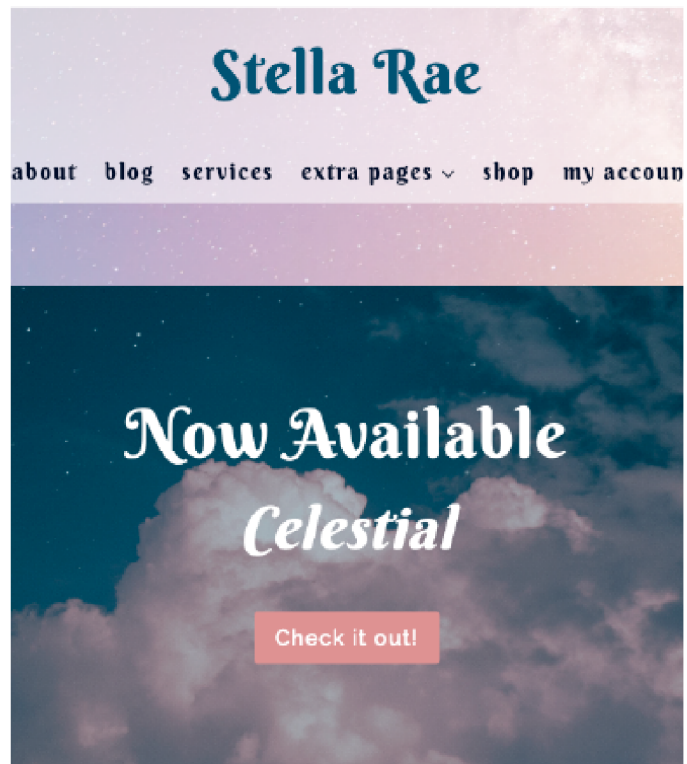 Stella Rae
about blog services extra pages shop my accoun
Now Available
Celestial
Check it out!